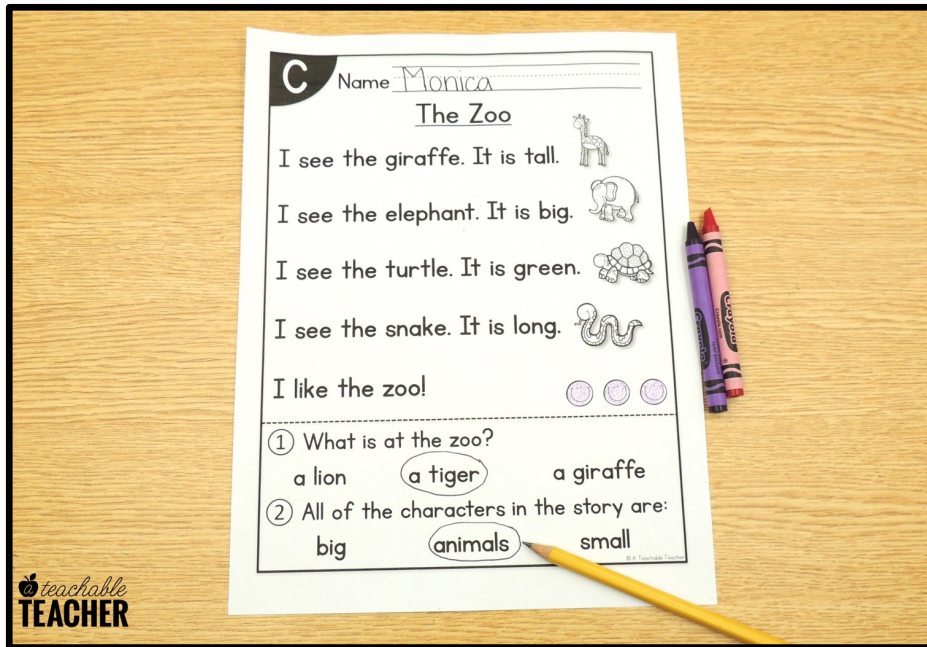 C
Name Monica
The Zoo
I see the giraffe. It is tall.
I see the elephant. It is big.
I see the turtle. It is green.
I see the snake. It is long.
I like the zoo!
1 What is at the zoo?
a lion a tiger a giraffe
2 All of the characters in the story are:
big animals small
© A Teachable Teacher
Crayola
Crayola
a teachable
TEACHER